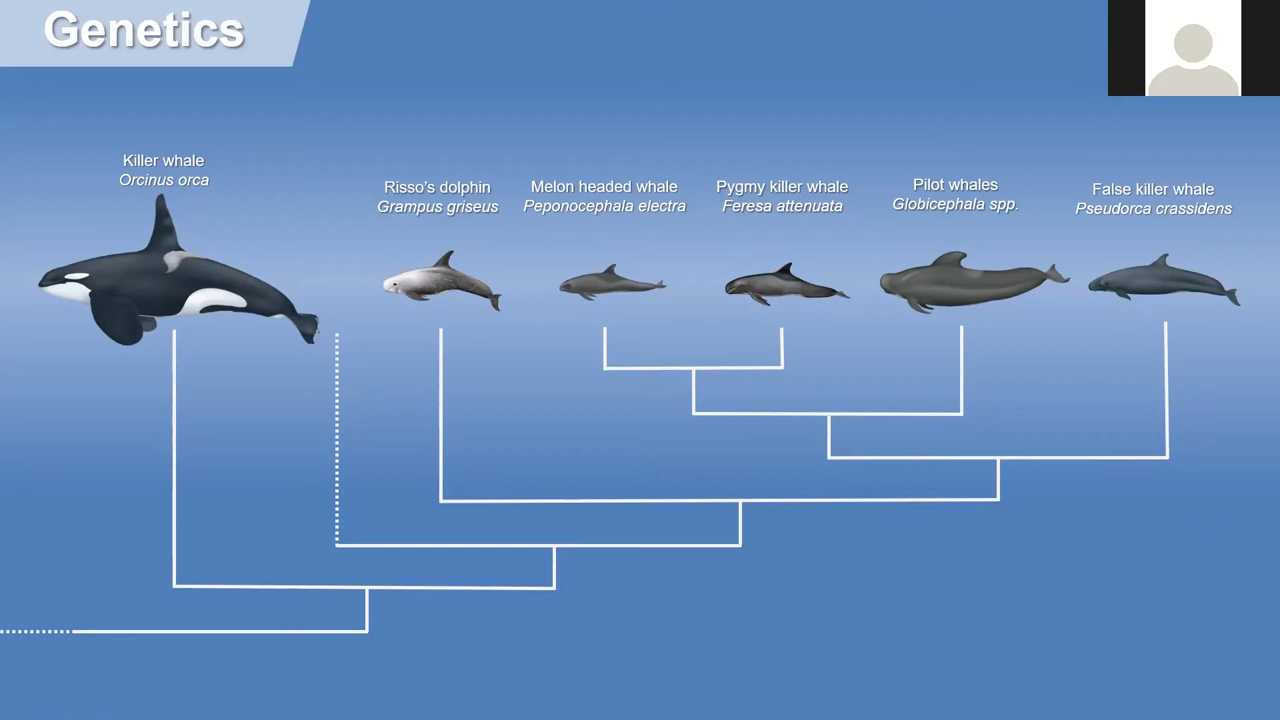 Genetics
Killer whale
Orcinus orca
Risso's dolphin
Grampus griseus
Melon headed whale
Peponocephala electra
Pygmy killer whale
Feresa attenuata
Pilot whales
Globicephala spp.
False killer whale
Pseudorca crassidens